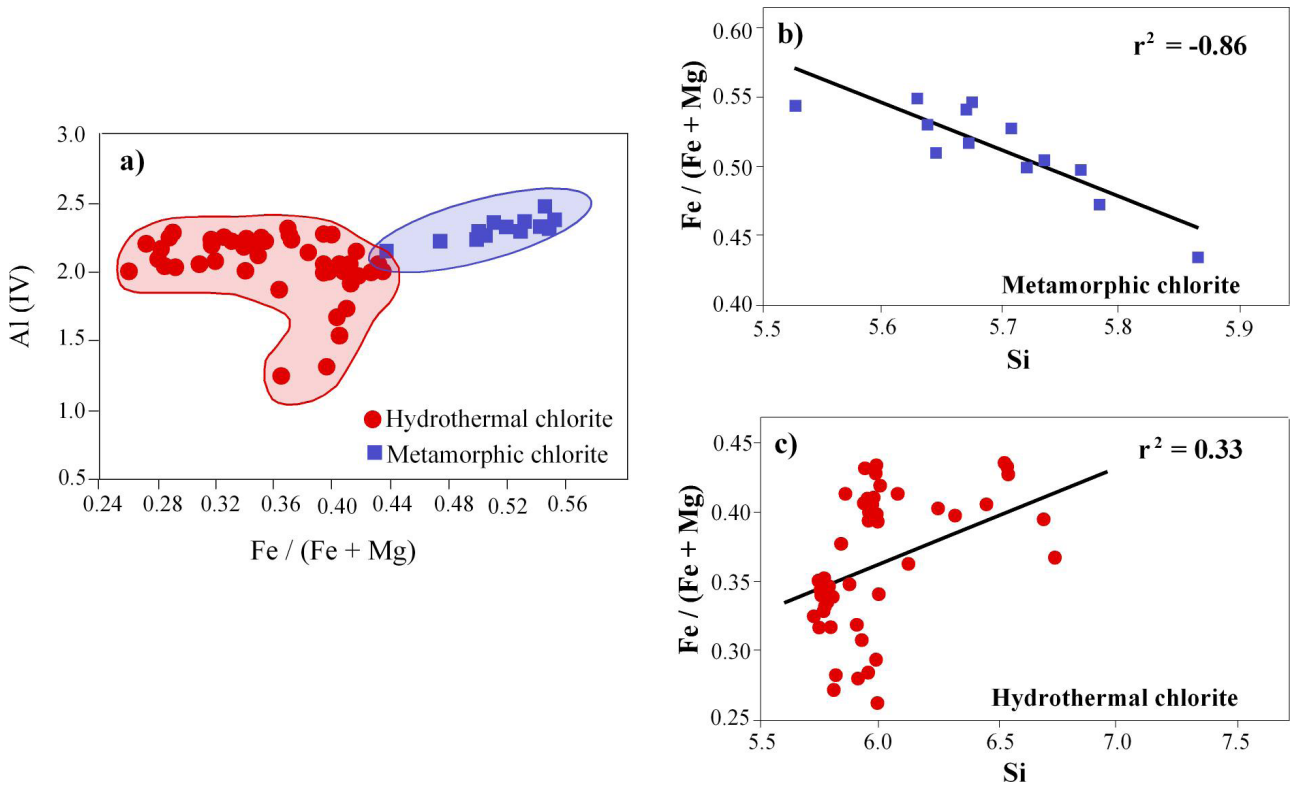 a)
3.0
2.5
2.0
1.5
1.0
0.5
Al (IV)
0.24
0.28
0.32
0.36
0.40
0.44
0.48
0.52
0.56
Fe / (Fe + Mg)
Hydrothermal chlorite
Metamorphic chlorite
b)
r² = -0.86
0.60
0.55
0.50
0.45
0.40
Fe / (Fe + Mg)
Metamorphic chlorite
5.5
5.6
5.7
5.8
5.9
Si
c)
r² = 0.33
0.45
0.40
0.35
0.30
0.25
Fe / (Fe + Mg)
Hydrothermal chlorite
5.5
6.0
6.5
7.0
7.5
Si